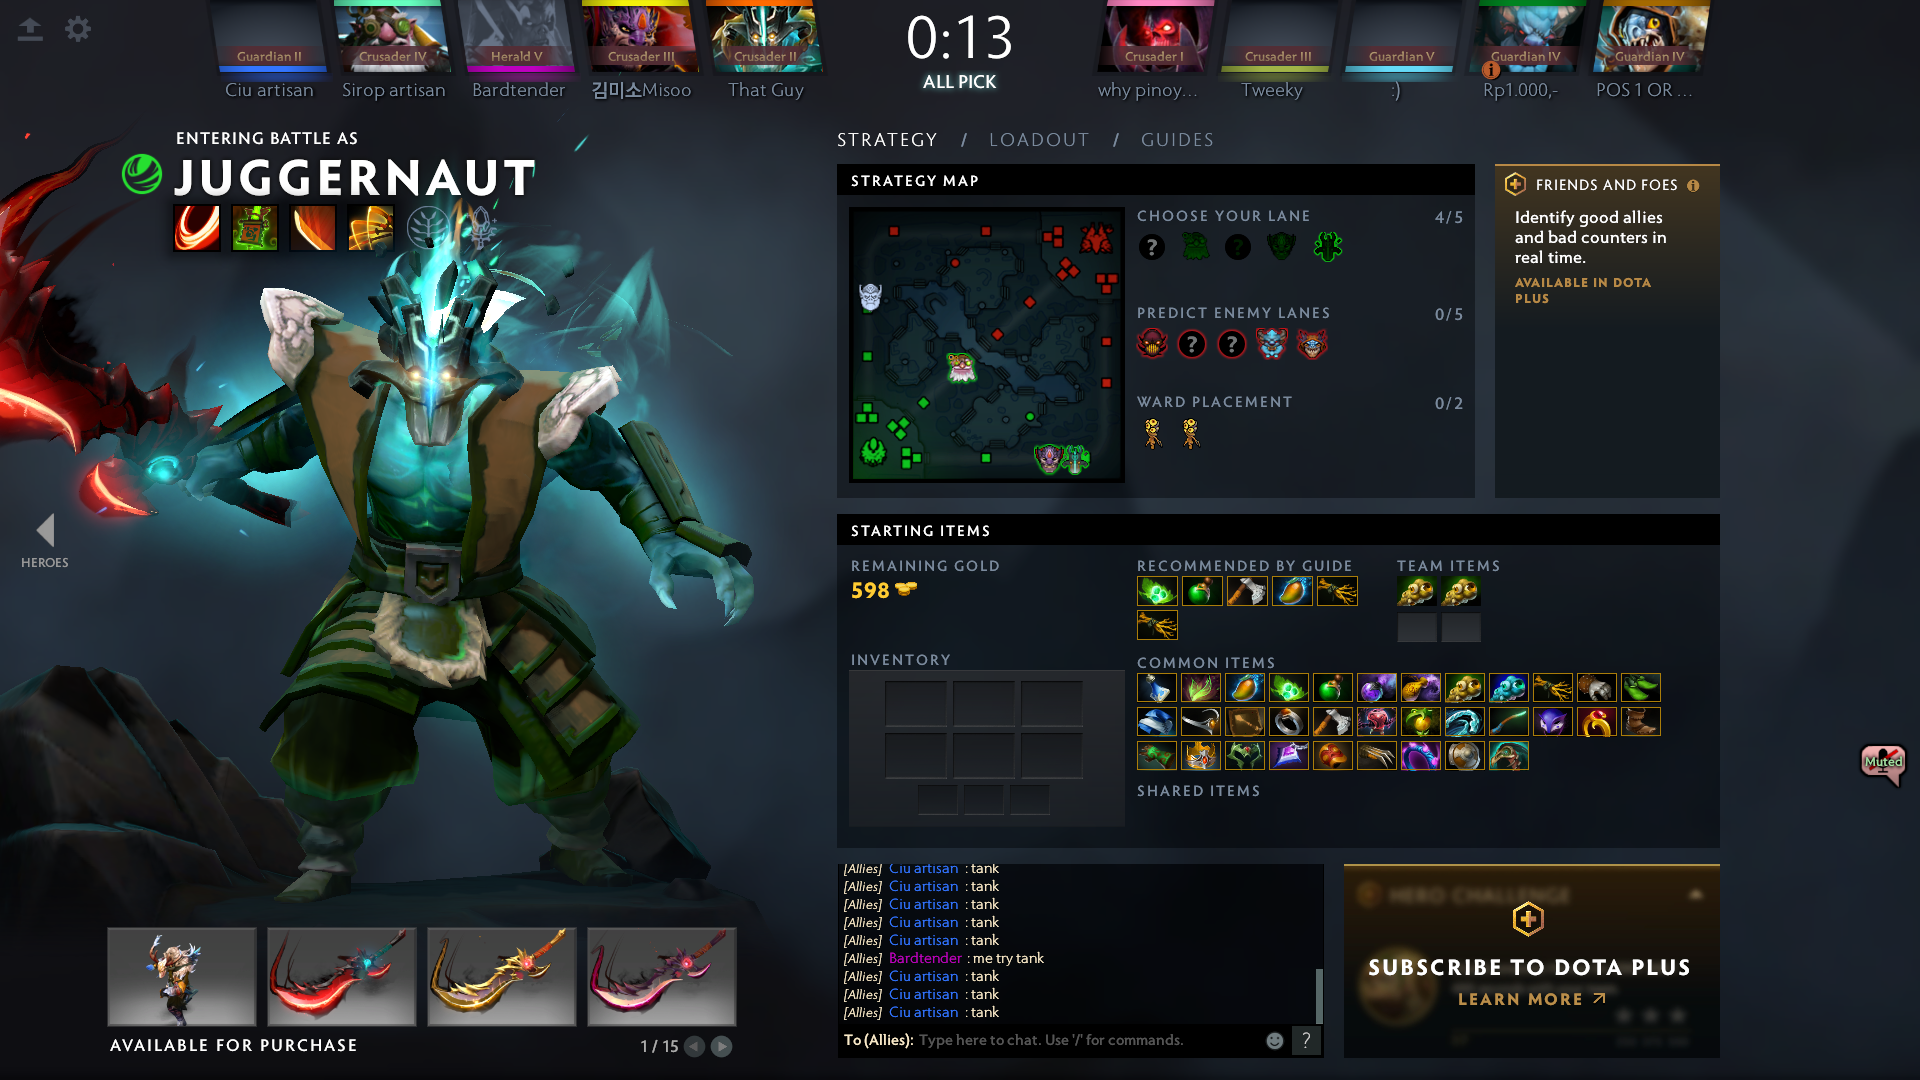 Guardian II
Crusader IV
Herald V
Crusader III
Crusader II
0:13
ALL PICK
Crusader I
Crusader III
Guardian V
Guardian IV
Guardian IV
Ciu artisan
Sirop artisan
Bardtender
김미소Misoo
That Guy
why pinoy...
Tweeky
:)
Rp1.000,-
POS 1 OR ...
ENTERING BATTLE AS
JUGGERNAUT
STRATEGY / LOADOUT / GUIDES
STRATEGY MAP
CHOOSE YOUR LANE 4/5
PREDICT ENEMY LANES 0/5
WARD PLACEMENT 0/2
FRIENDS AND FOES
Identify good allies
and bad counters in
real time.
AVAILABLE IN DOTA
PLUS
HEROES
STARTING ITEMS
REMAINING GOLD
598
RECOMMENDED BY GUIDE
TEAM ITEMS
INVENTORY
COMMON ITEMS
SHARED ITEMS
Muted
[Allies] Ciu artisan : tank
[Allies] Ciu artisan : tank
[Allies] Ciu artisan : tank
[Allies] Ciu artisan : tank
[Allies] Ciu artisan : tank
[Allies] Bardtender : me try tank
[Allies] Ciu artisan : tank
[Allies] Ciu artisan : tank
[Allies] Ciu artisan : tank
To (Allies): Type here to chat. Use '/' for commands.
?
HERO CHALLENGE
SUBSCRIBE TO DOTA PLUS
LEARN MORE
AVAILABLE FOR PURCHASE
1 / 15